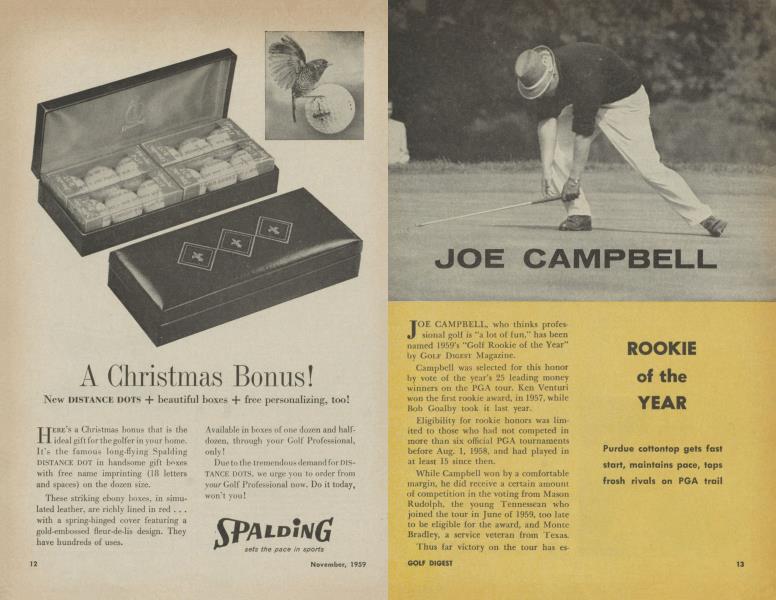 A Christmas Bonus!
New DISTANCE DOTS + beautiful boxes + free personalizing, too!
HERE'S a Christmas bonus that is the
ideal gift for the golfer in your home.
It's the famous long-flying Spalding
DISTANCE DOT in handsome gift boxes
with free name imprinting (18 letters
and spaces) on the dozen size.
These striking ebony boxes, in simu-
lated leather, are richly lined in red . . .
with a spring-hinged cover featuring a
gold-embossed fleur-de-lis design. They
have hundreds of uses.
Available in boxes of one dozen and half-
dozen, through your Golf Professional,
only!
Due to the tremendous demand for DIS-
TANCE DOTS, we urge you to order from
your Golf Professional now. Do it today,
won't you!
SPALDING
sets the pace in sports
12
November, 1959
JOE CAMPBELL
JOE CAMPBELL, who thinks profes-
sional golf is "a lot of fun," has been
named 1959's "Golf Rookie of the Year"
by GOLF DIGEST Magazine.
Campbell was selected for this honor
by vote of the year's 25 leading money
winners on the PGA tour. Ken Venturi
won the first rookie award, in 1957, while
Bob Goalby took it last year.
Eligibility for rookie honors was lim-
ited to those who had not competed in
more than six official PGA tournaments
before Aug. 1, 1958, and had played in
at least 15 since then.
While Campbell won by a comfortable
margin, he did receive a certain amount
of competition in the voting from Mason
Rudolph, the young Tennessean who
joined the tour in June of 1959, too late
to be eligible for the award, and Monte
Bradley, a service veteran from Texas.
Thus far victory on the tour has es-
ROOKIE
of the
YEAR
Purdue cottontop gets fast
start, maintains pace, tops
frosh rivals on PGA trail
GOLF DIGEST
13